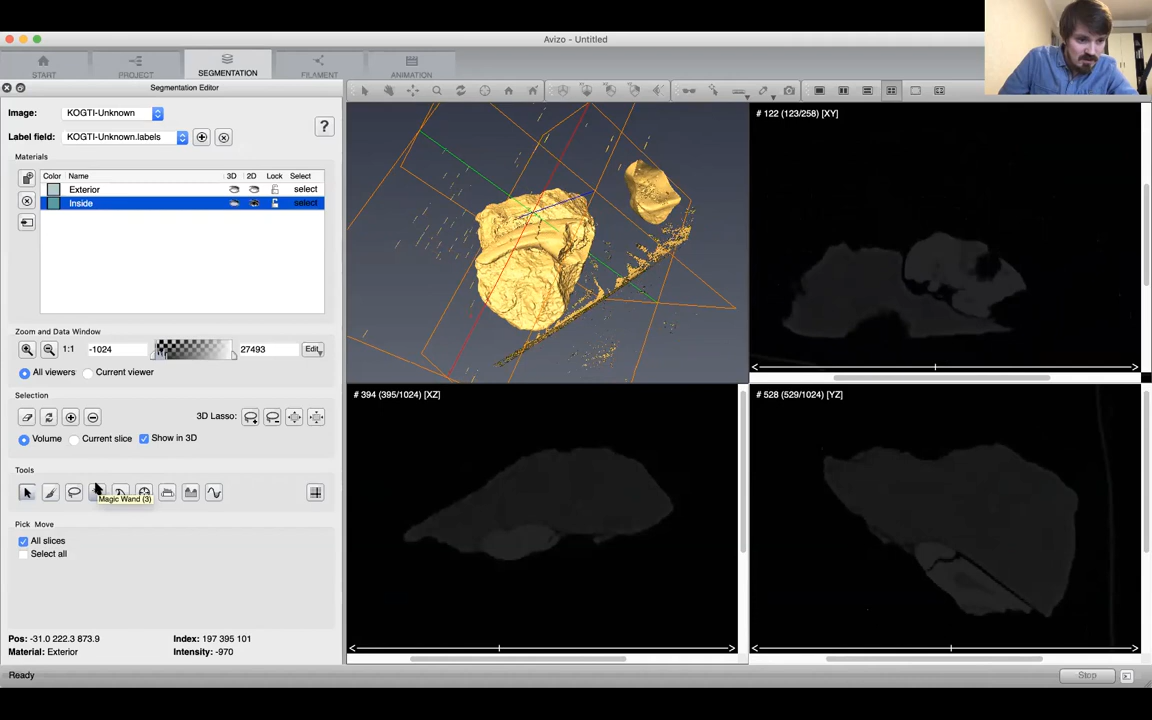 Avizo - Untitled
START
PROJECT
SEGMENTATION
FILAMENT
ANIMATION
Segmentation Editor
Image:
KOGTI-Unknown
Label field:
KOGTI-Unknown.labels
?
Materials
Color Name 3D 2D Lock Select
Exterior select
Inside select
Zoom and Data Window
1:1
-1024
27493
Edit
All viewers
Current viewer
Selection
3D Lasso:
Volume
Current slice
Show in 3D
Tools
Magic Wand (3)
Pick Move
All slices
Select all
Pos: -31.0 222.3 873.9
Index: 197 395 101
Material: Exterior
Intensity: -970
Ready
Stop
# 122 (123/258) [XY]
# 394 (395/1024) [XZ]
# 528 (529/1024) [YZ]